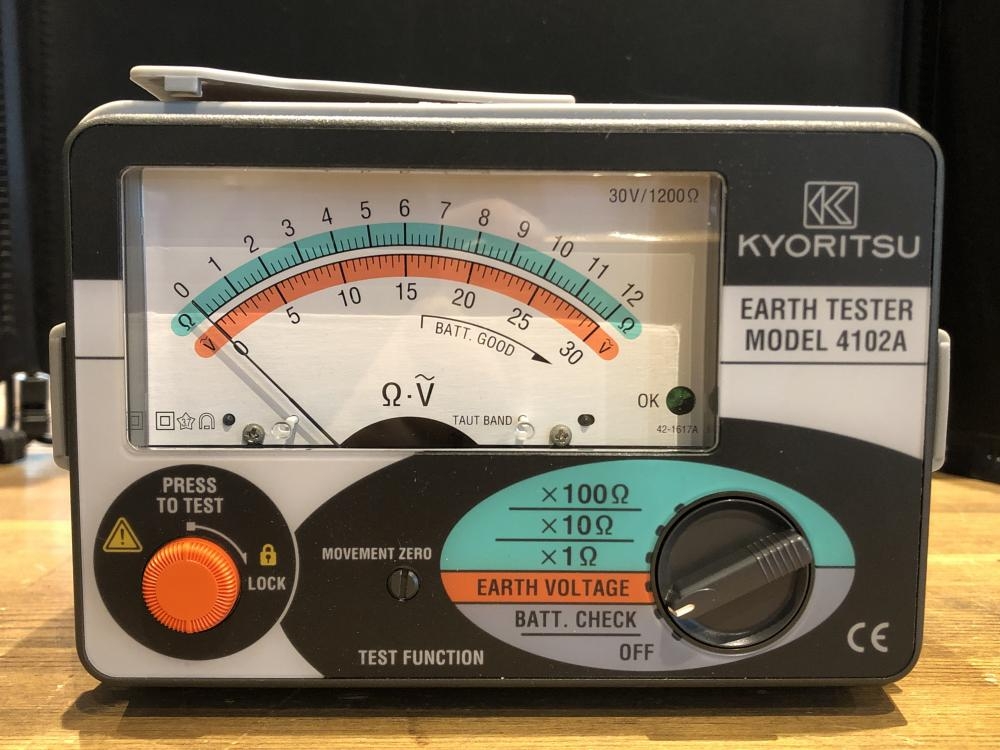 30V/1200Ω
KYORITSU
EARTH TESTER
MODEL 4102A
0 1 2 3 4 5 6 7 8 9 10 11 12
Ω Ω
Ṽ 0 5 10 15 20 25 30 Ṽ
BATT. GOOD
Ω·Ṽ
OK
TAUT BAND
42-1617A
PRESS
TO TEST
LOCK
MOVEMENT ZERO
×100Ω
×10Ω
×1Ω
EARTH VOLTAGE
BATT. CHECK
OFF
TEST FUNCTION
CE